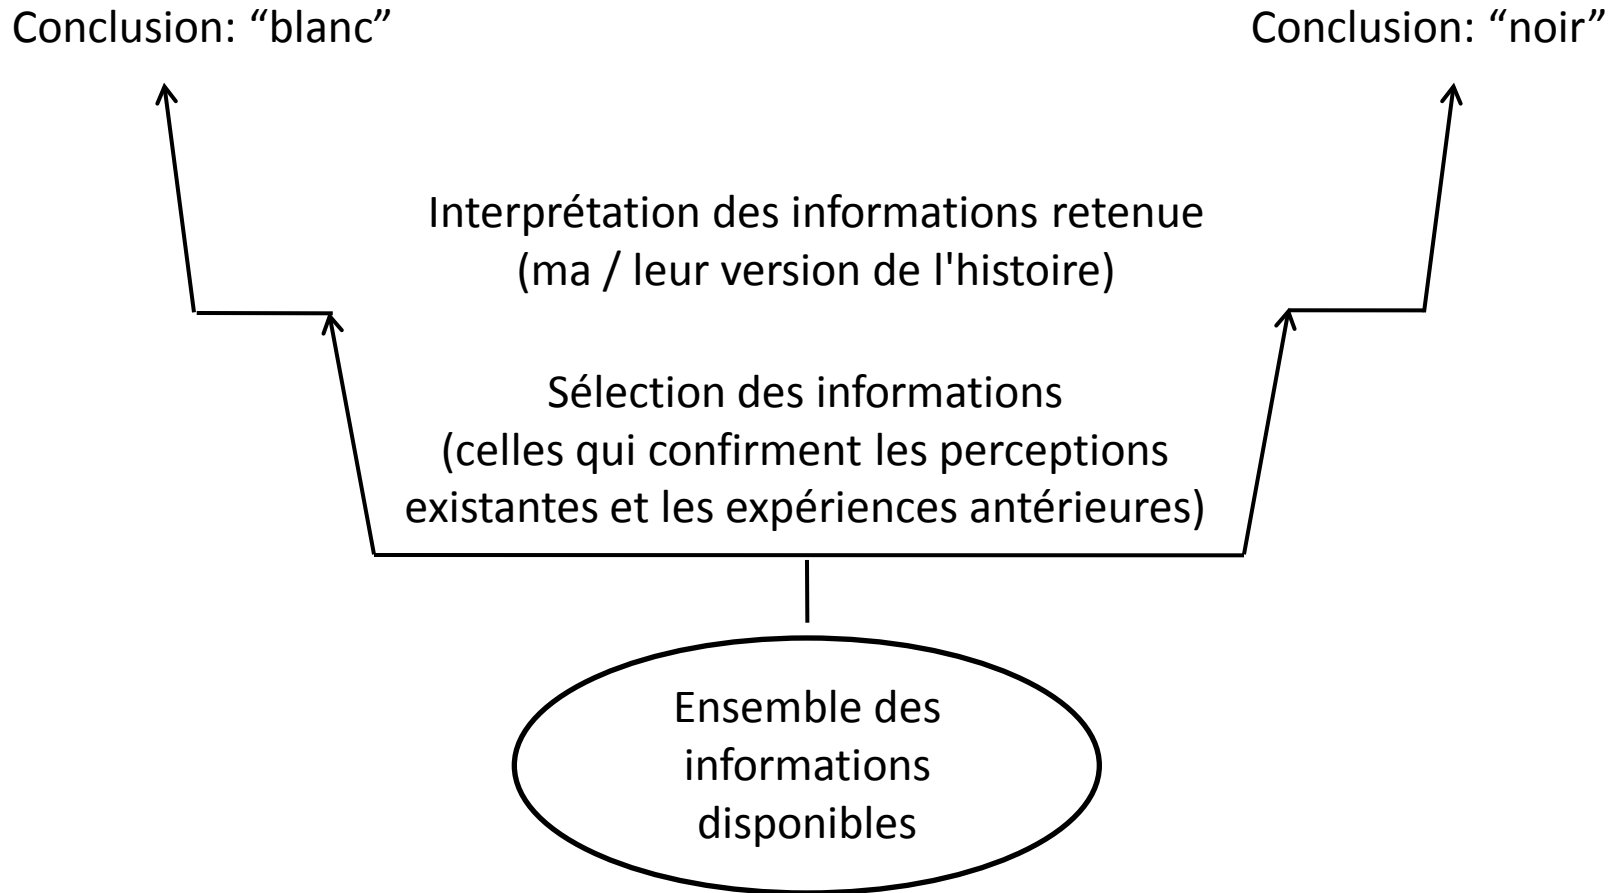 Conclusion: “blanc”
Conclusion: “noir”
Interprétation des informations retenue
(ma / leur version de l'histoire)
Sélection des informations
(celles qui confirment les perceptions
existantes et les expériences antérieures)
Ensemble des
informations
disponibles